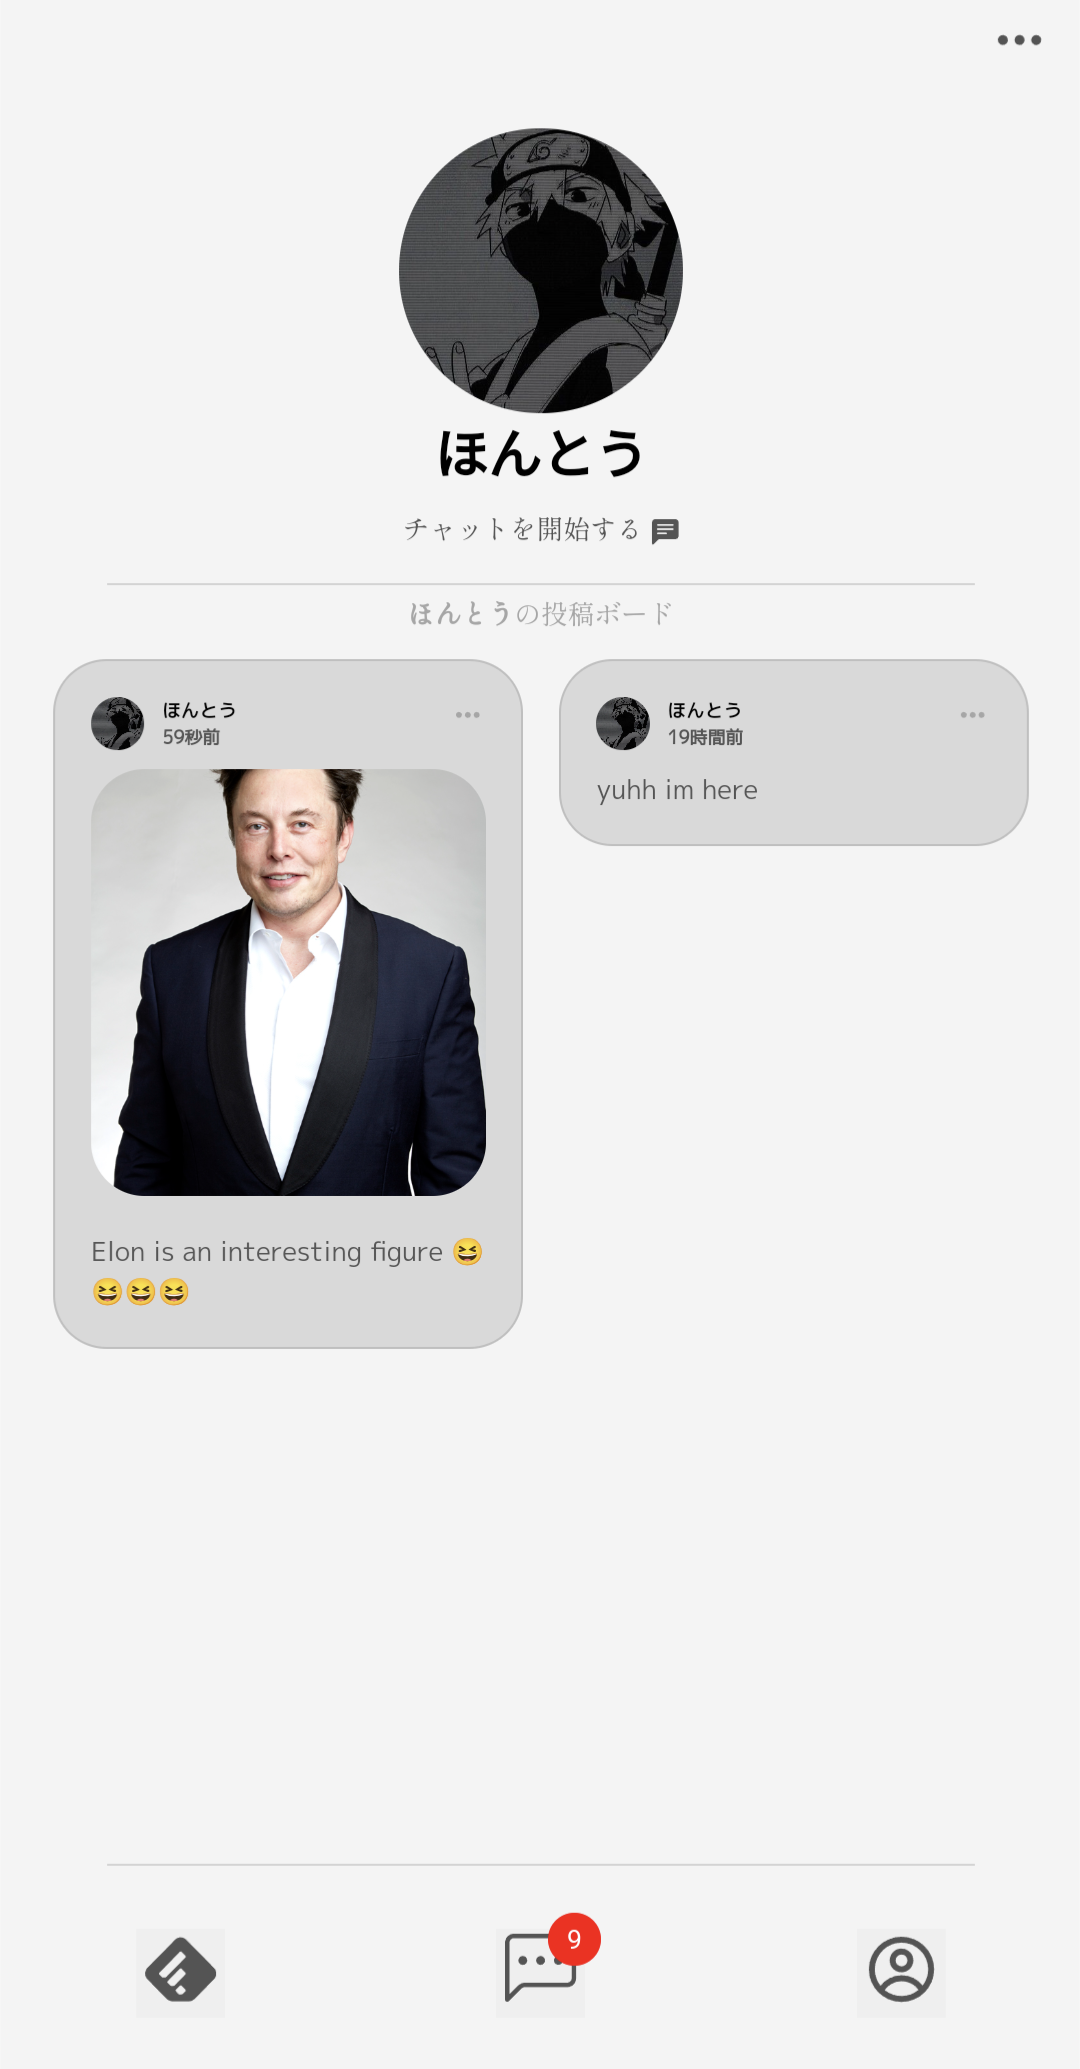 ほんとう
チャットを開始する
ほんとうの投稿ボード
ほんとう
59秒前
Elon is an interesting figure 😆
😆😆😆
ほんとう
19時間前
yuhh im here
9